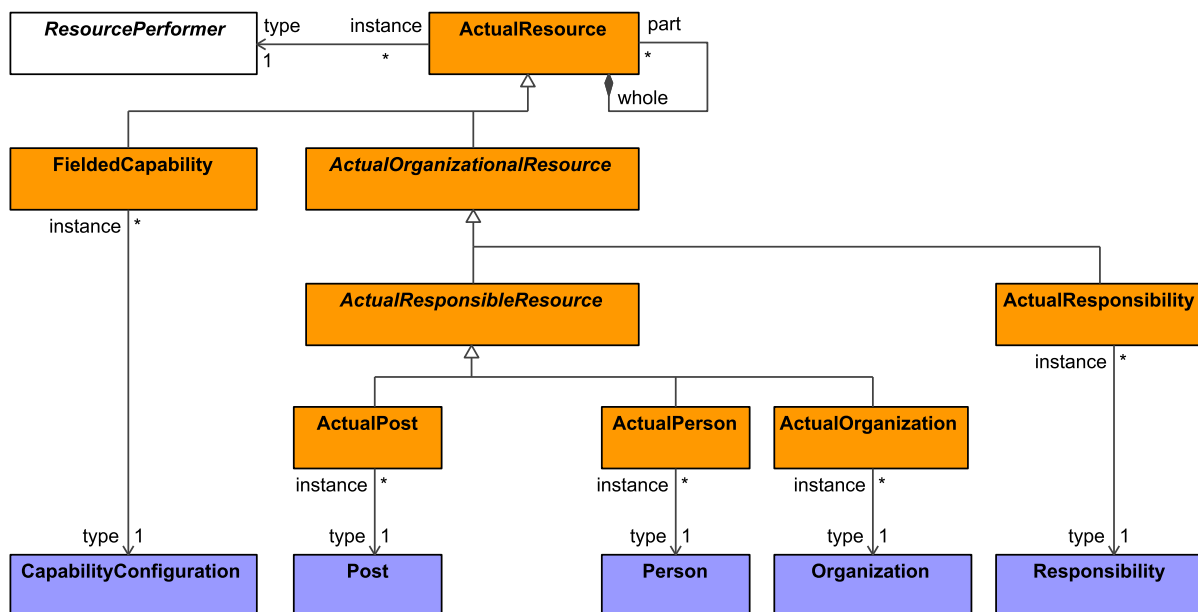 ResourcePerformer
type
instance
ActualResource
part
1
*
*
whole
FieldedCapability
ActualOrganizationalResource
instance
*
ActualResponsibleResource
ActualResponsibility
instance
*
ActualPost
ActualPerson
ActualOrganization
instance
*
instance
*
instance
*
type
1
type
1
type
1
type
1
type
1
CapabilityConfiguration
Post
Person
Organization
Responsibility